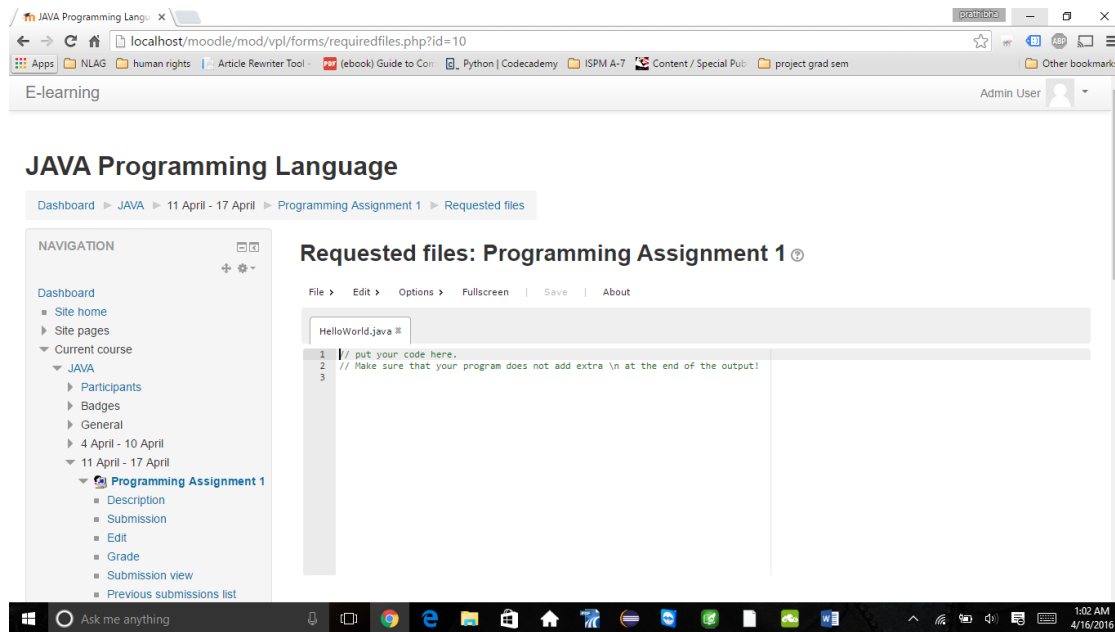 JAVA Programming Langu
prathibha
localhost/moodle/mod/vpl/forms/requiredfiles.php?id=10
Apps NLAG human rights Article Rewriter Tool - (ebook) Guide to Com Python | Codecademy ISPM A-7 Content / Special Pub project grad sem Other bookmarks
E-learning Admin User
JAVA Programming Language
Dashboard JAVA 11 April - 17 April Programming Assignment 1 Requested files
NAVIGATION
Dashboard
Site home
Site pages
Current course
JAVA
Participants
Badges
General
4 April - 10 April
11 April - 17 April
Programming Assignment 1
Description
Submission
Edit
Grade
Submission view
Previous submissions list
Requested files: Programming Assignment 1
File Edit Options Fullscreen | Save | About
HelloWorld.java
1 // put your code here.
2 // Make sure that your program does not add extra \n at the end of the output!
3
Ask me anything
1:02 AM
4/16/2016